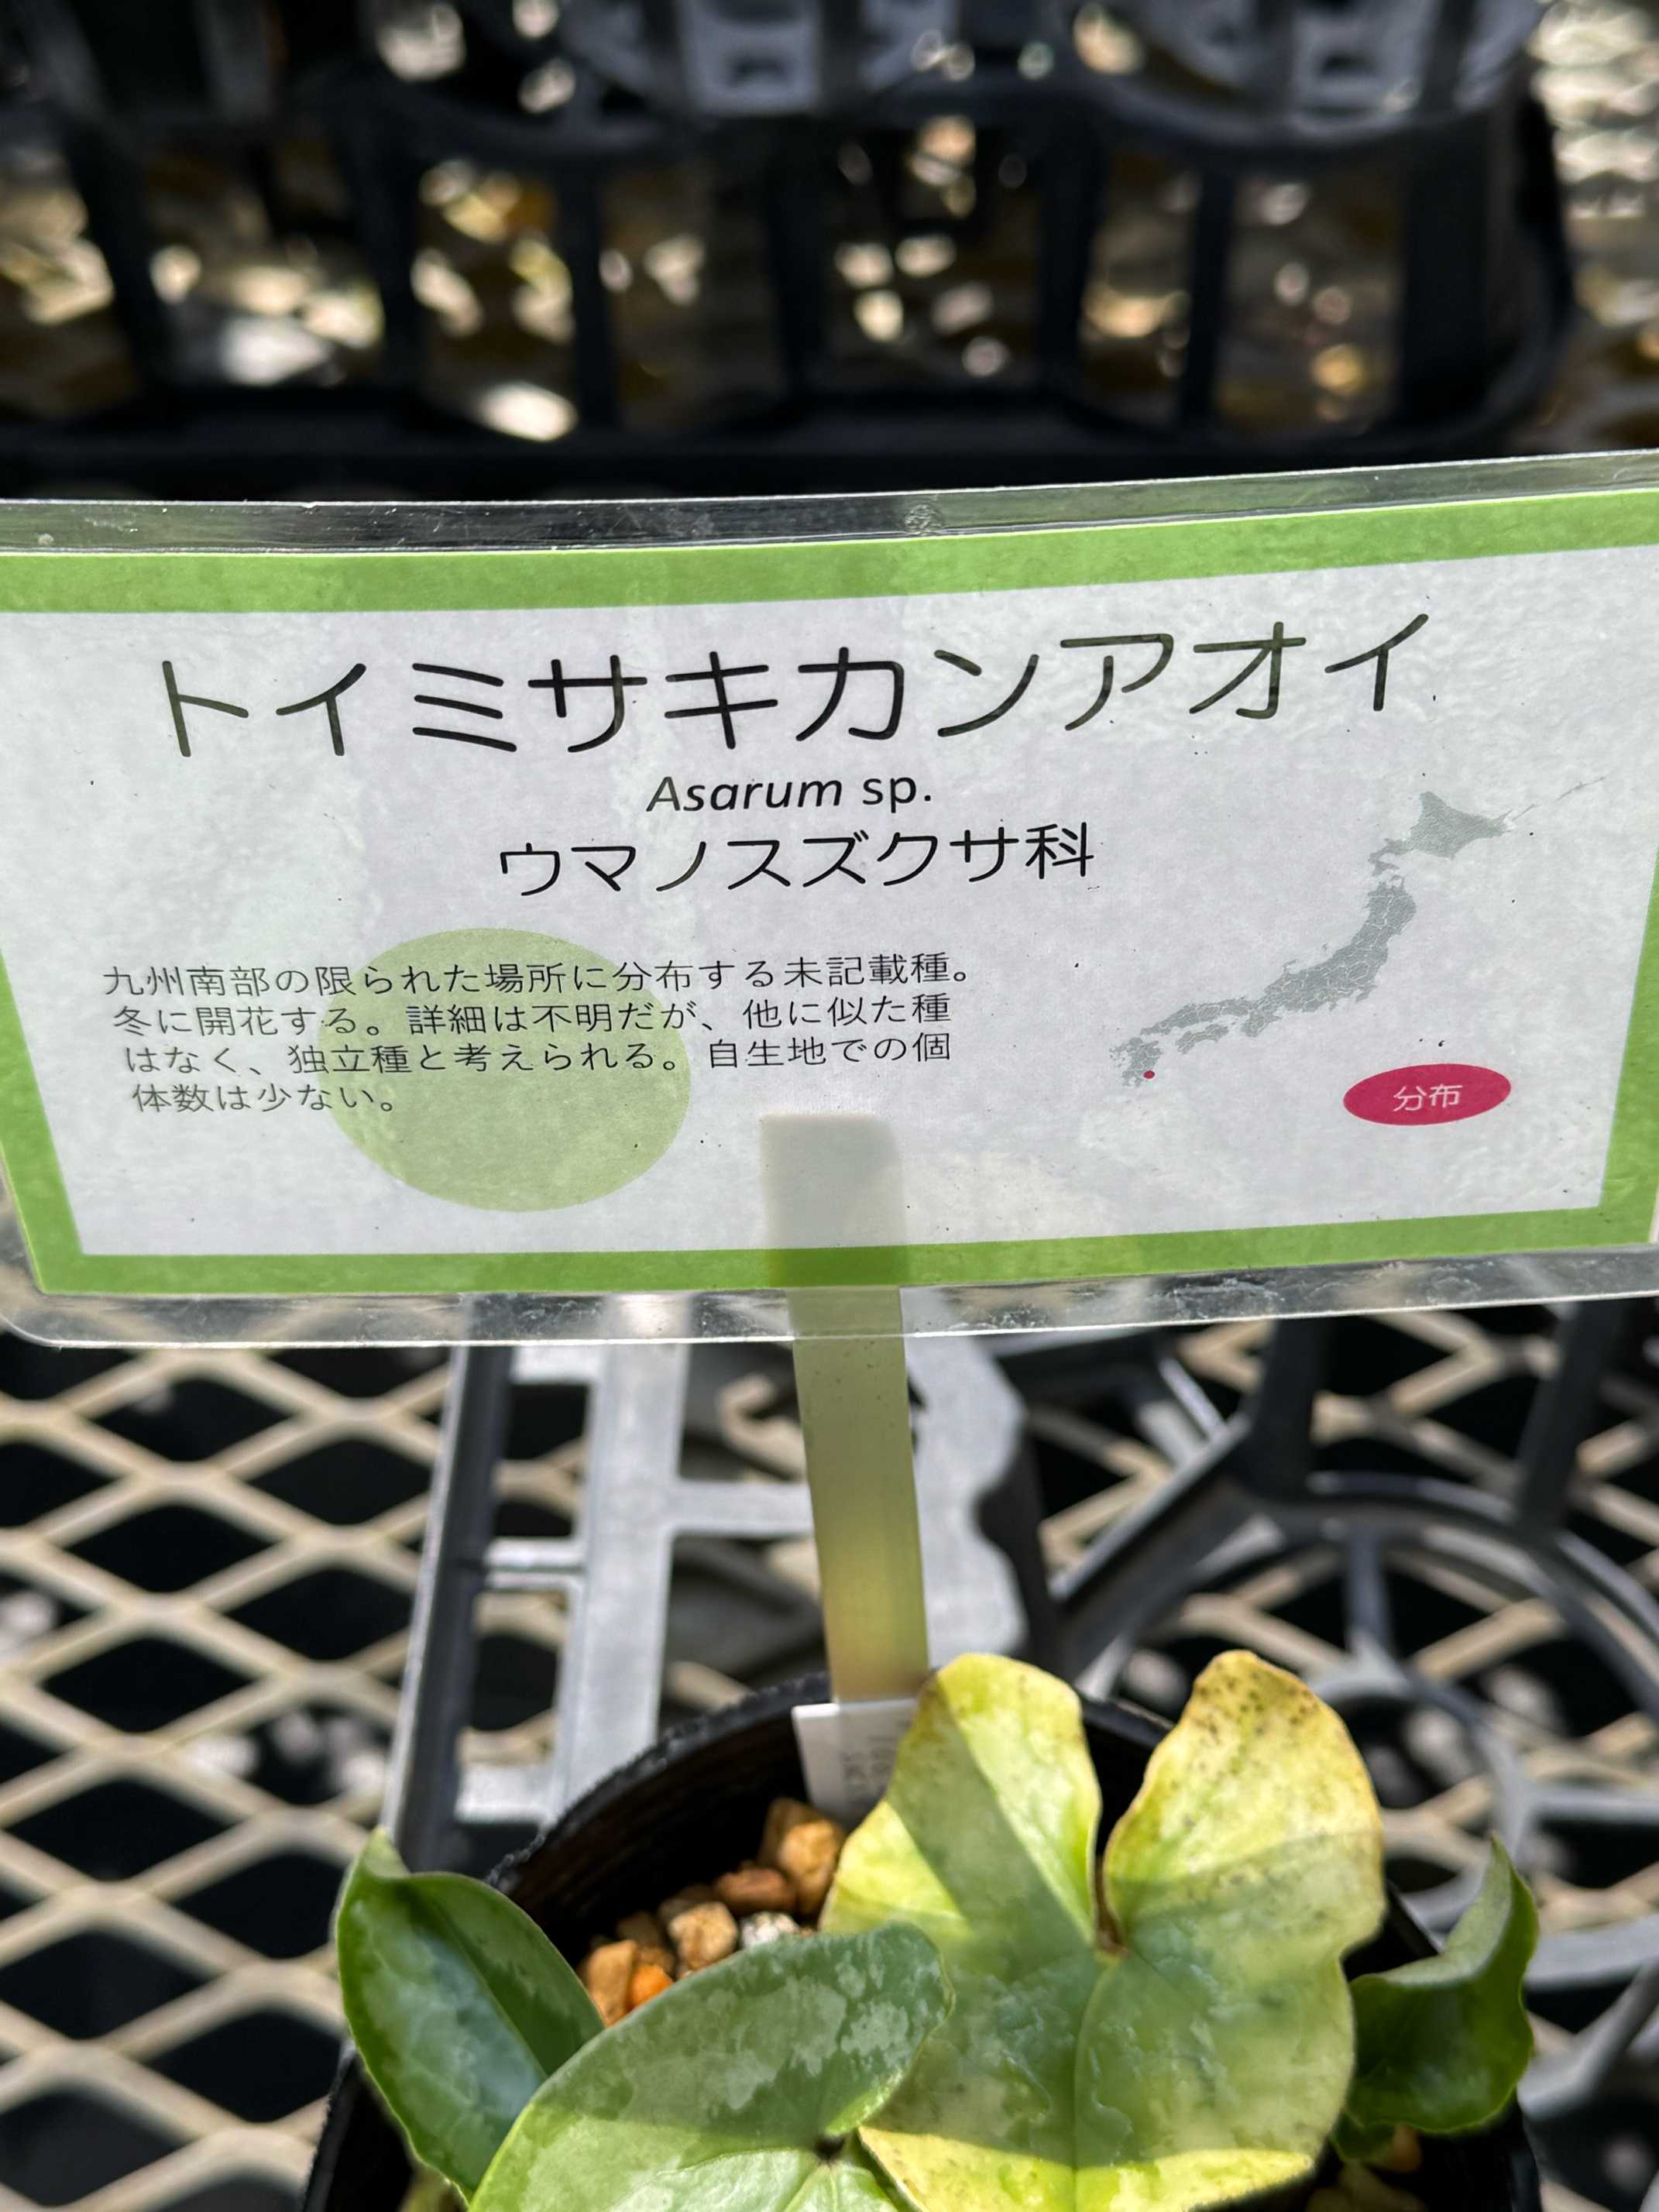 トイミサキカンアオイ
Asarum sp.
ウマノスズクサ科
九州南部の限られた場所に分布する未記載種。
冬に開花する。詳細は不明だが、他に似た種
はなく、独立種と考えられる。自生地での個
体数は少ない。
分布